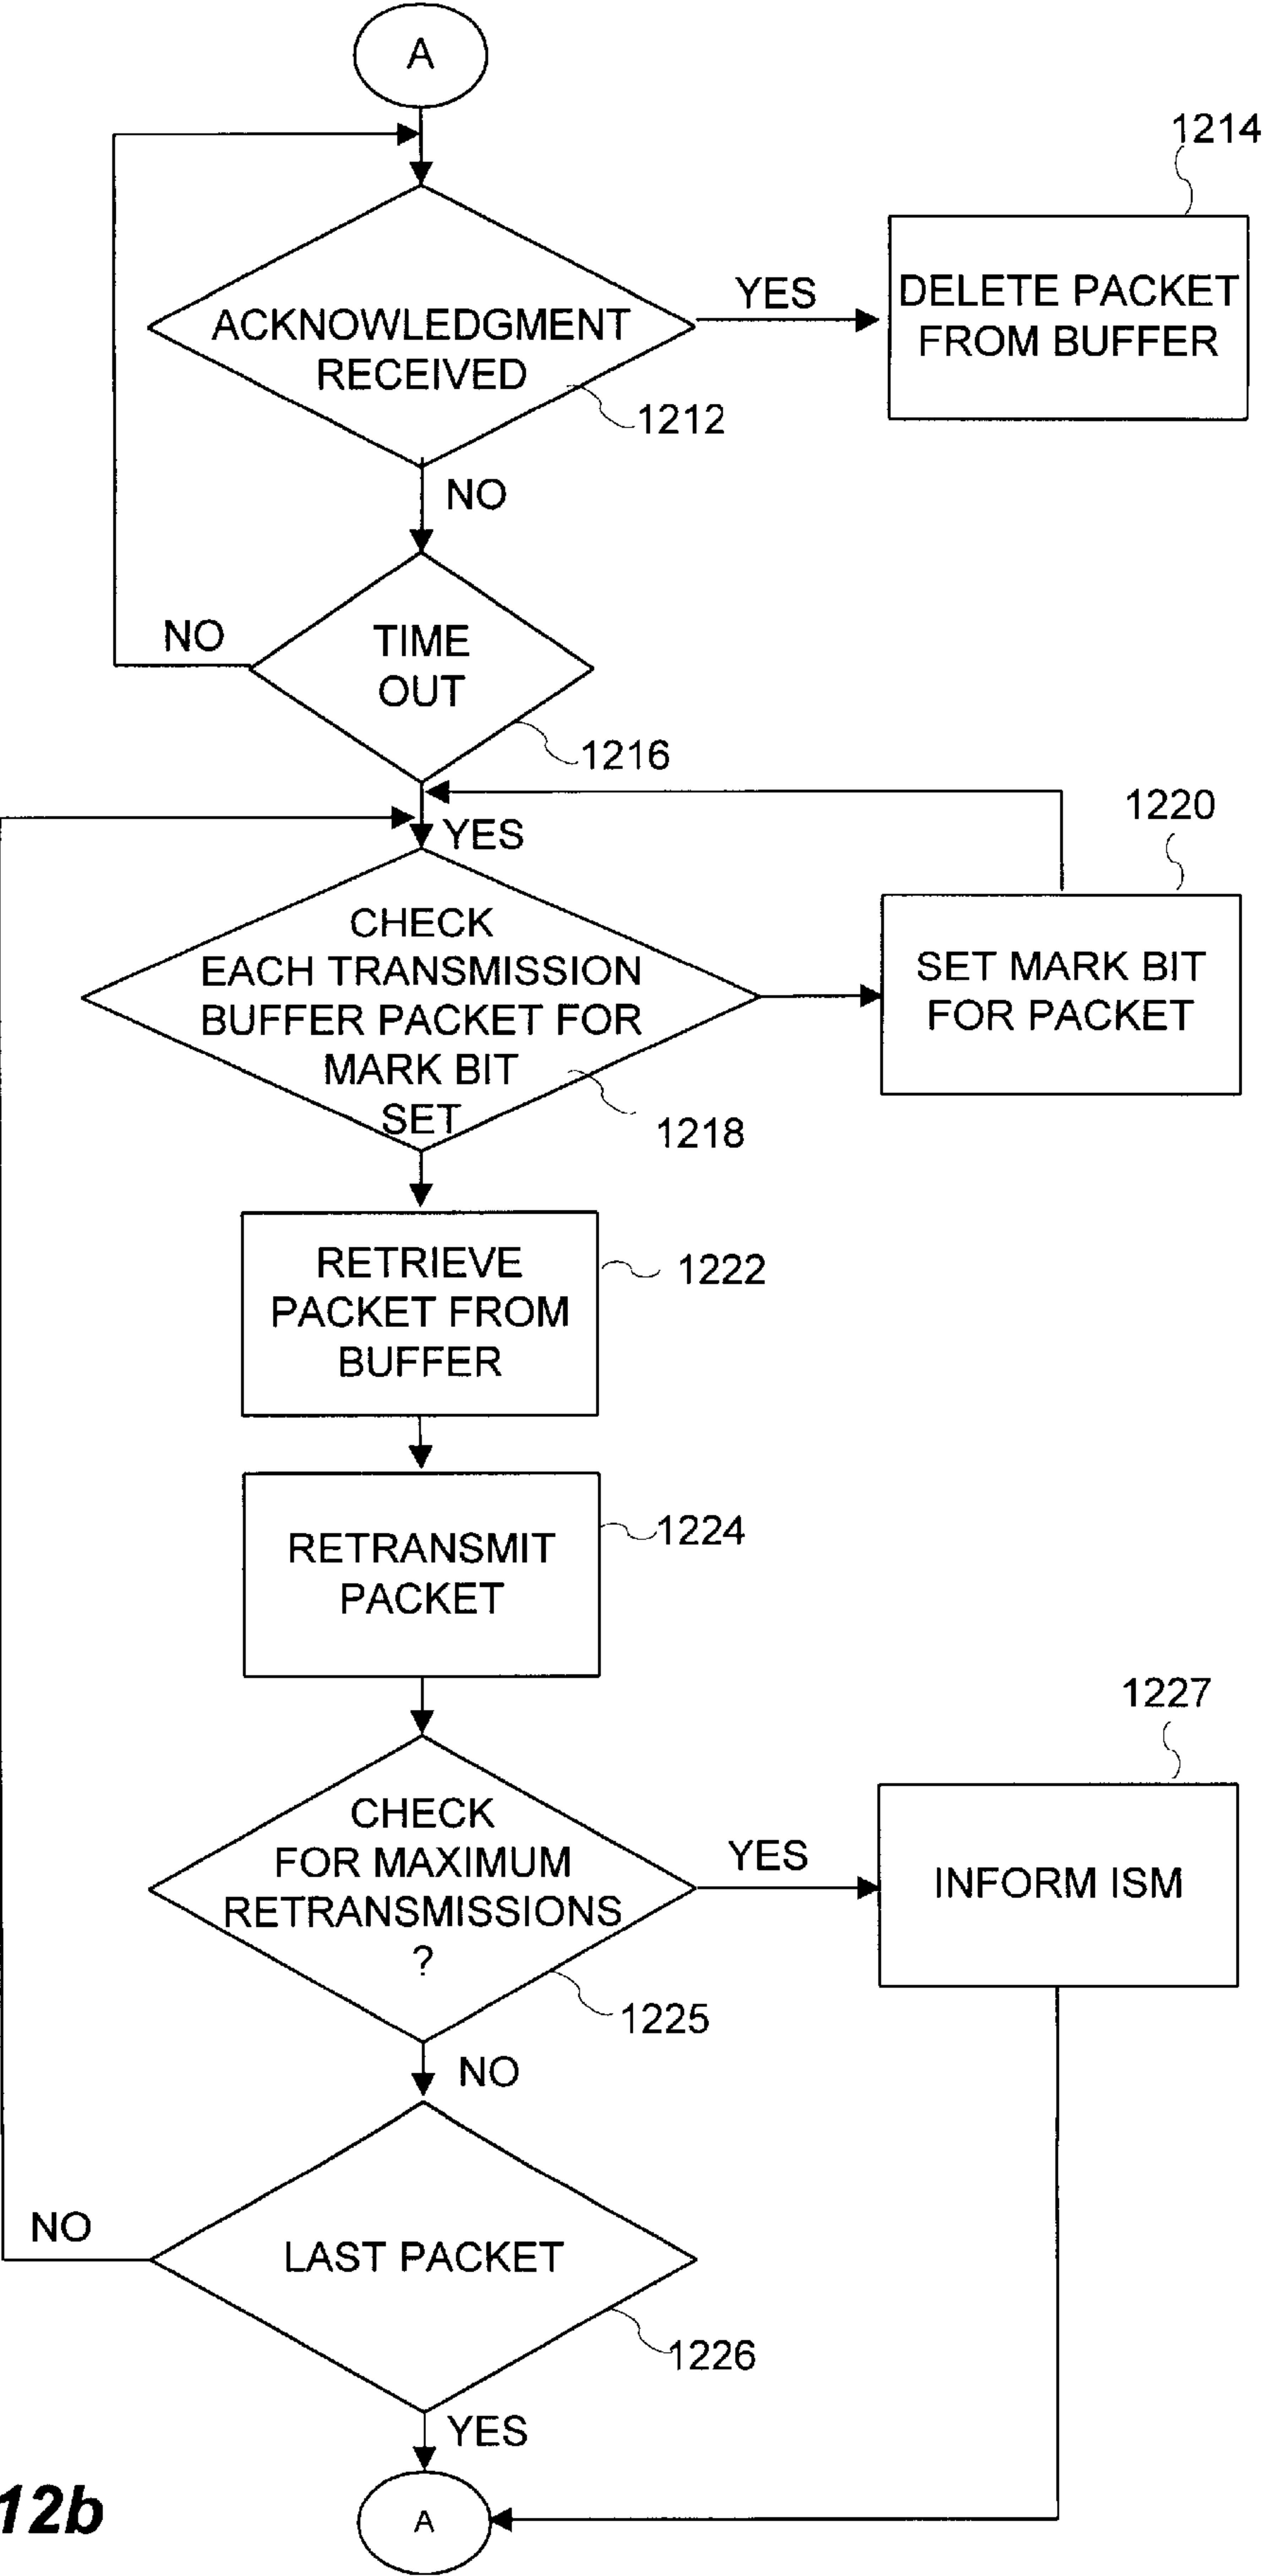 A
1214
YES
DELETE PACKET
FROM BUFFER
ACKNOWLEDGMENT
RECEIVED
1212
NO
NO
TIME
OUT
1216
1220
YES
CHECK
EACH TRANSMISSION
BUFFER PACKET FOR
MARK BIT
SET
1218
SET MARK BIT
FOR PACKET
RETRIEVE
PACKET FROM
BUFFER
1222
RETRANSMIT
PACKET
1224
1227
CHECK
FOR MAXIMUM
RETRANSMISSIONS
?
YES
INFORM ISM
1225
NO
NO
LAST PACKET
1226
YES
A
12b